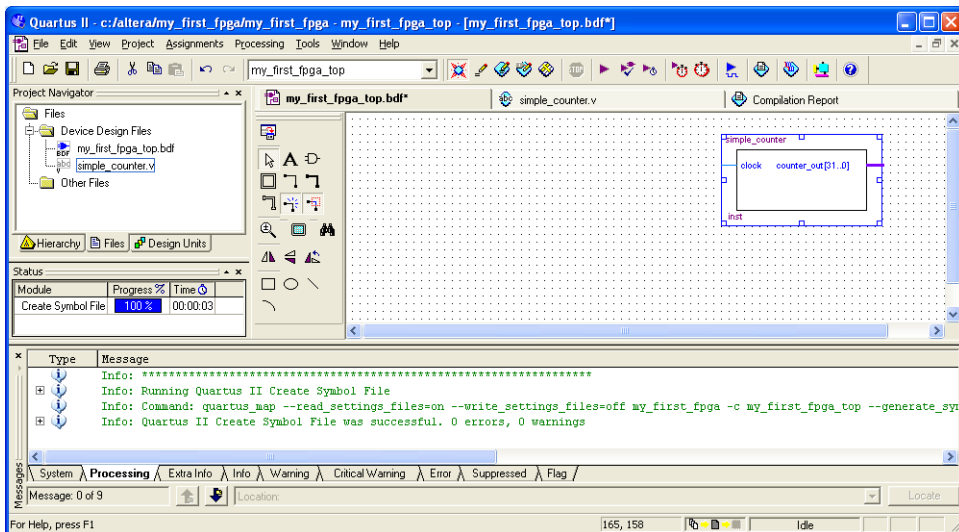 Quartus II - c:/altera/my_first_fpga/my_first_fpga - my_first_fpga_top - [my_first_fpga_top.bdf*]
File Edit View Project Assignments Processing Tools Window Help
my_first_fpga_top
Project Navigator
Files
Device Design Files
BDF my_first_fpga_top.bdf
abc simple_counter.v
Other Files
Hierarchy Files Design Units
Status
Module Progress % Time
Create Symbol File 100 % 00:00:03
my_first_fpga_top.bdf* abc simple_counter.v Compilation Report
A
simple_counter
clock counter_out[31..0]
inst
Type Message
Info: *******************************************************************
Info: Running Quartus II Create Symbol File
Info: Command: quartus_map --read_settings_files=on --write_settings_files=off my_first_fpga -c my_first_fpga_top --generate_sym
Info: Quartus II Create Symbol File was successful. 0 errors, 0 warnings
System Processing Extra Info Info Warning Critical Warning Error Suppressed Flag
Messages
Message: 0 of 9 Location: Locate
For Help, press F1 165, 158 Idle